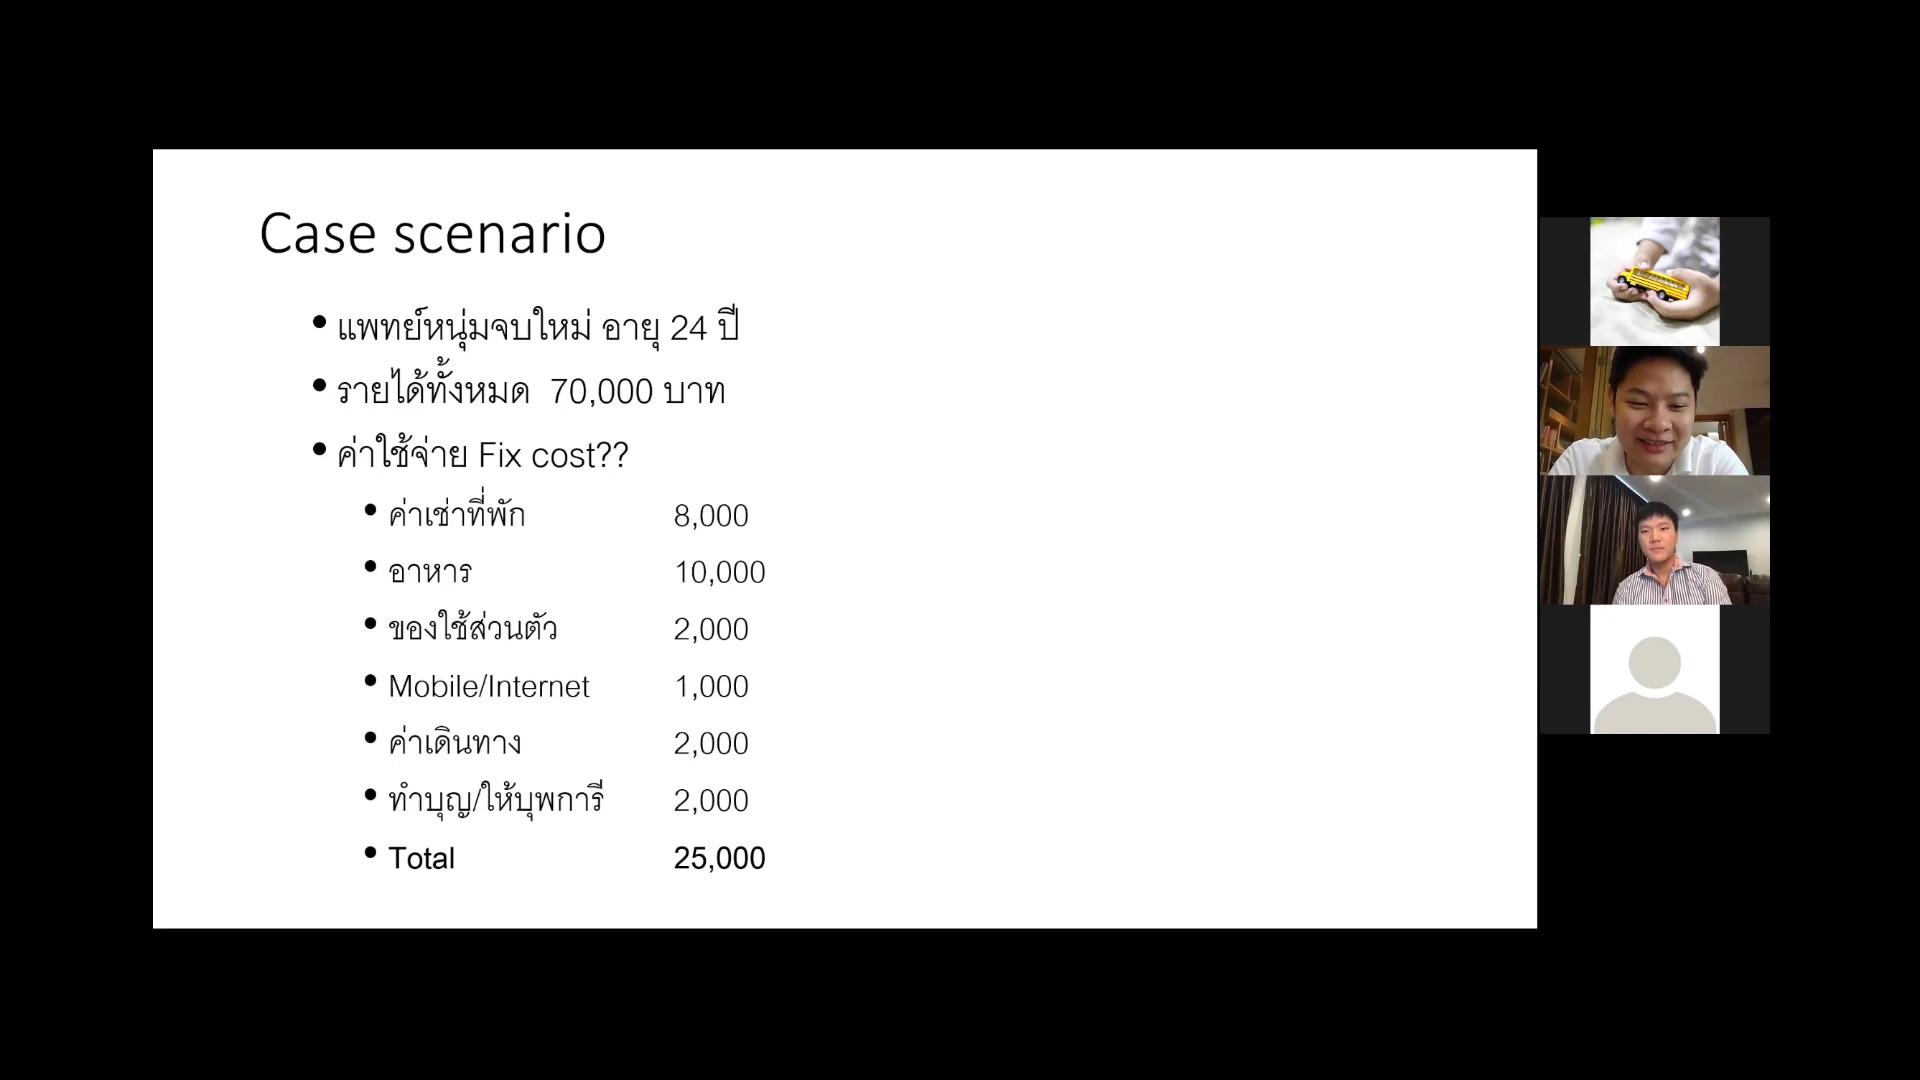 Case scenario
• แพทย์หนุ่มจบใหม่ อายุ 24 ปี
• รายได้ทั้งหมด 70,000 บาท
• ค่าใช้จ่าย Fix cost??
• ค่าเช่าที่พัก 8,000
• อาหาร 10,000
• ของใช้ส่วนตัว 2,000
• Mobile/Internet 1,000
• ค่าเดินทาง 2,000
• ทำบุญ/ให้บุพการี 2,000
• Total 25,000